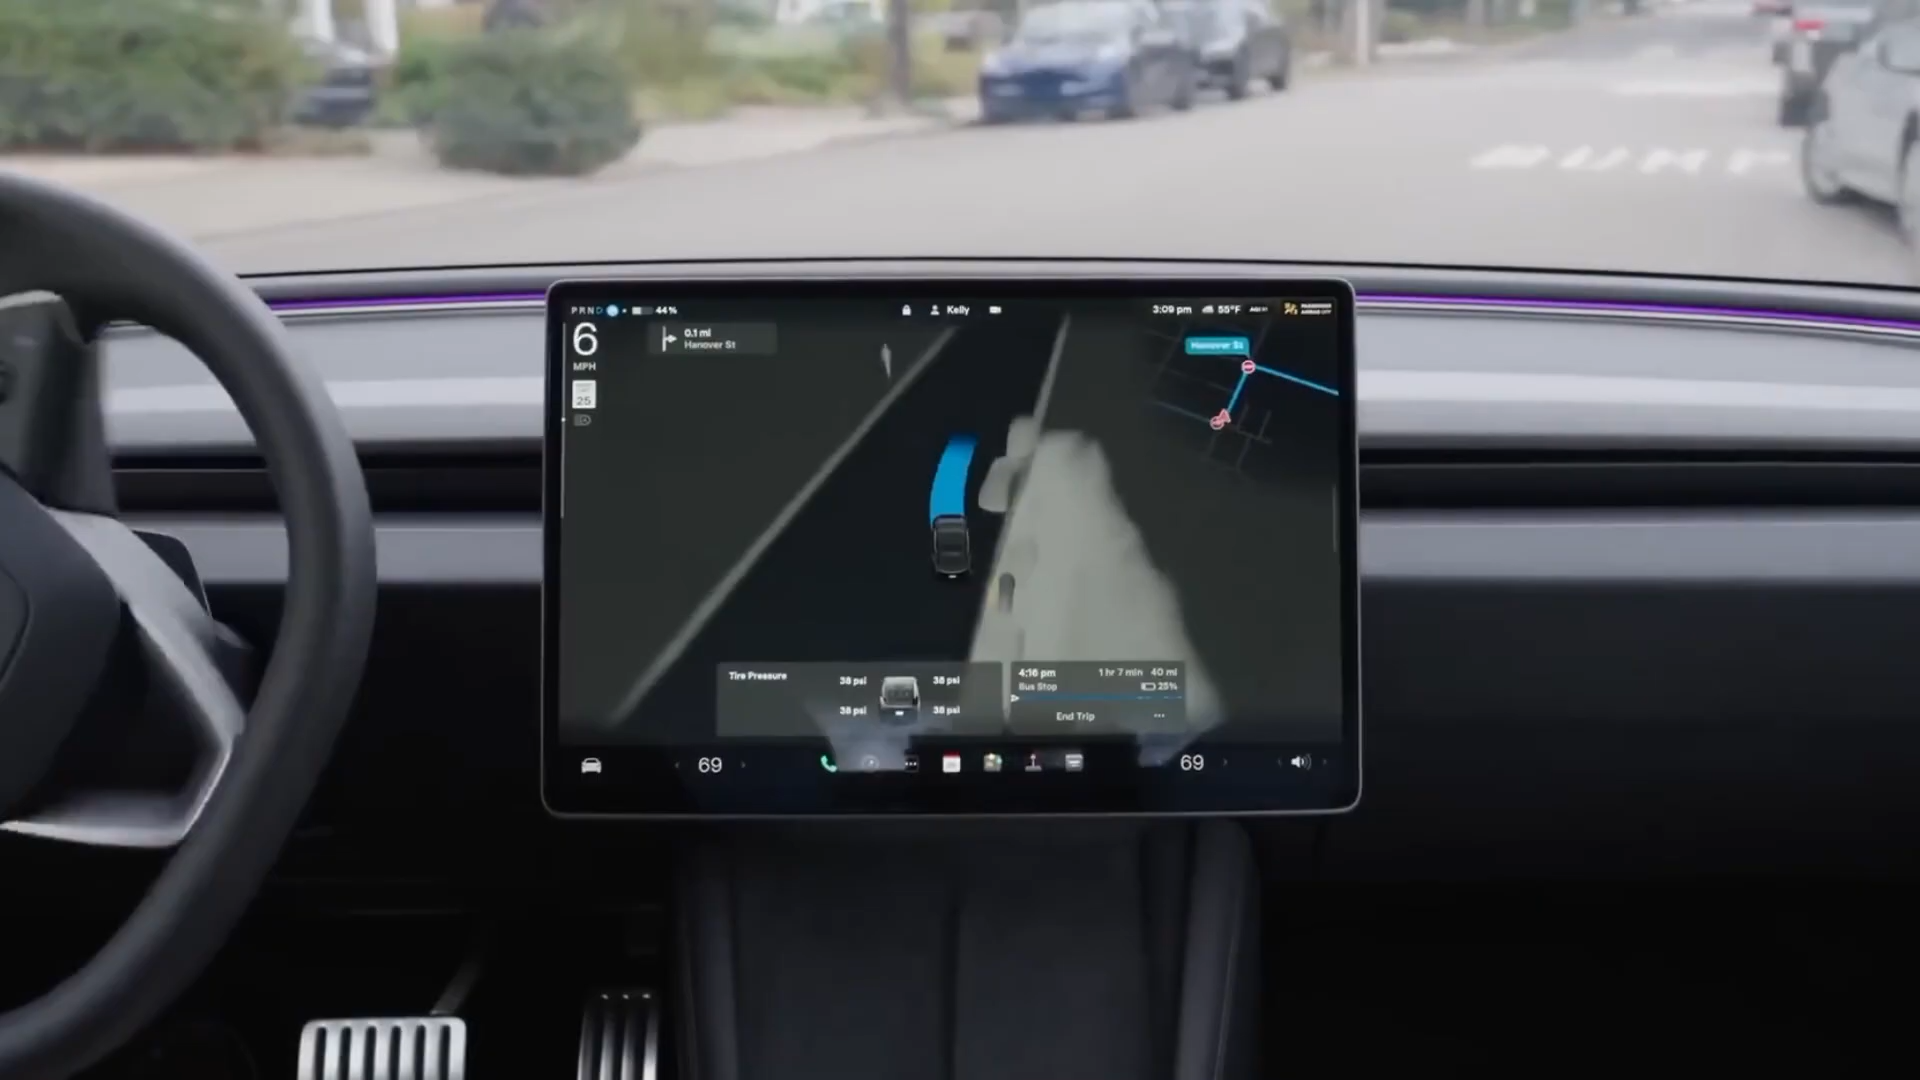 BUMP
PRND
44%
Kelly
3:09 pm
55°F
6
MPH
25
0.1 mi
Hanover St
Hanover St
Tire Pressure
38 psi
38 psi
38 psi
38 psi
4:16 pm
1 hr 7 min
40 mi
Bus Stop
25%
End Trip
69
69